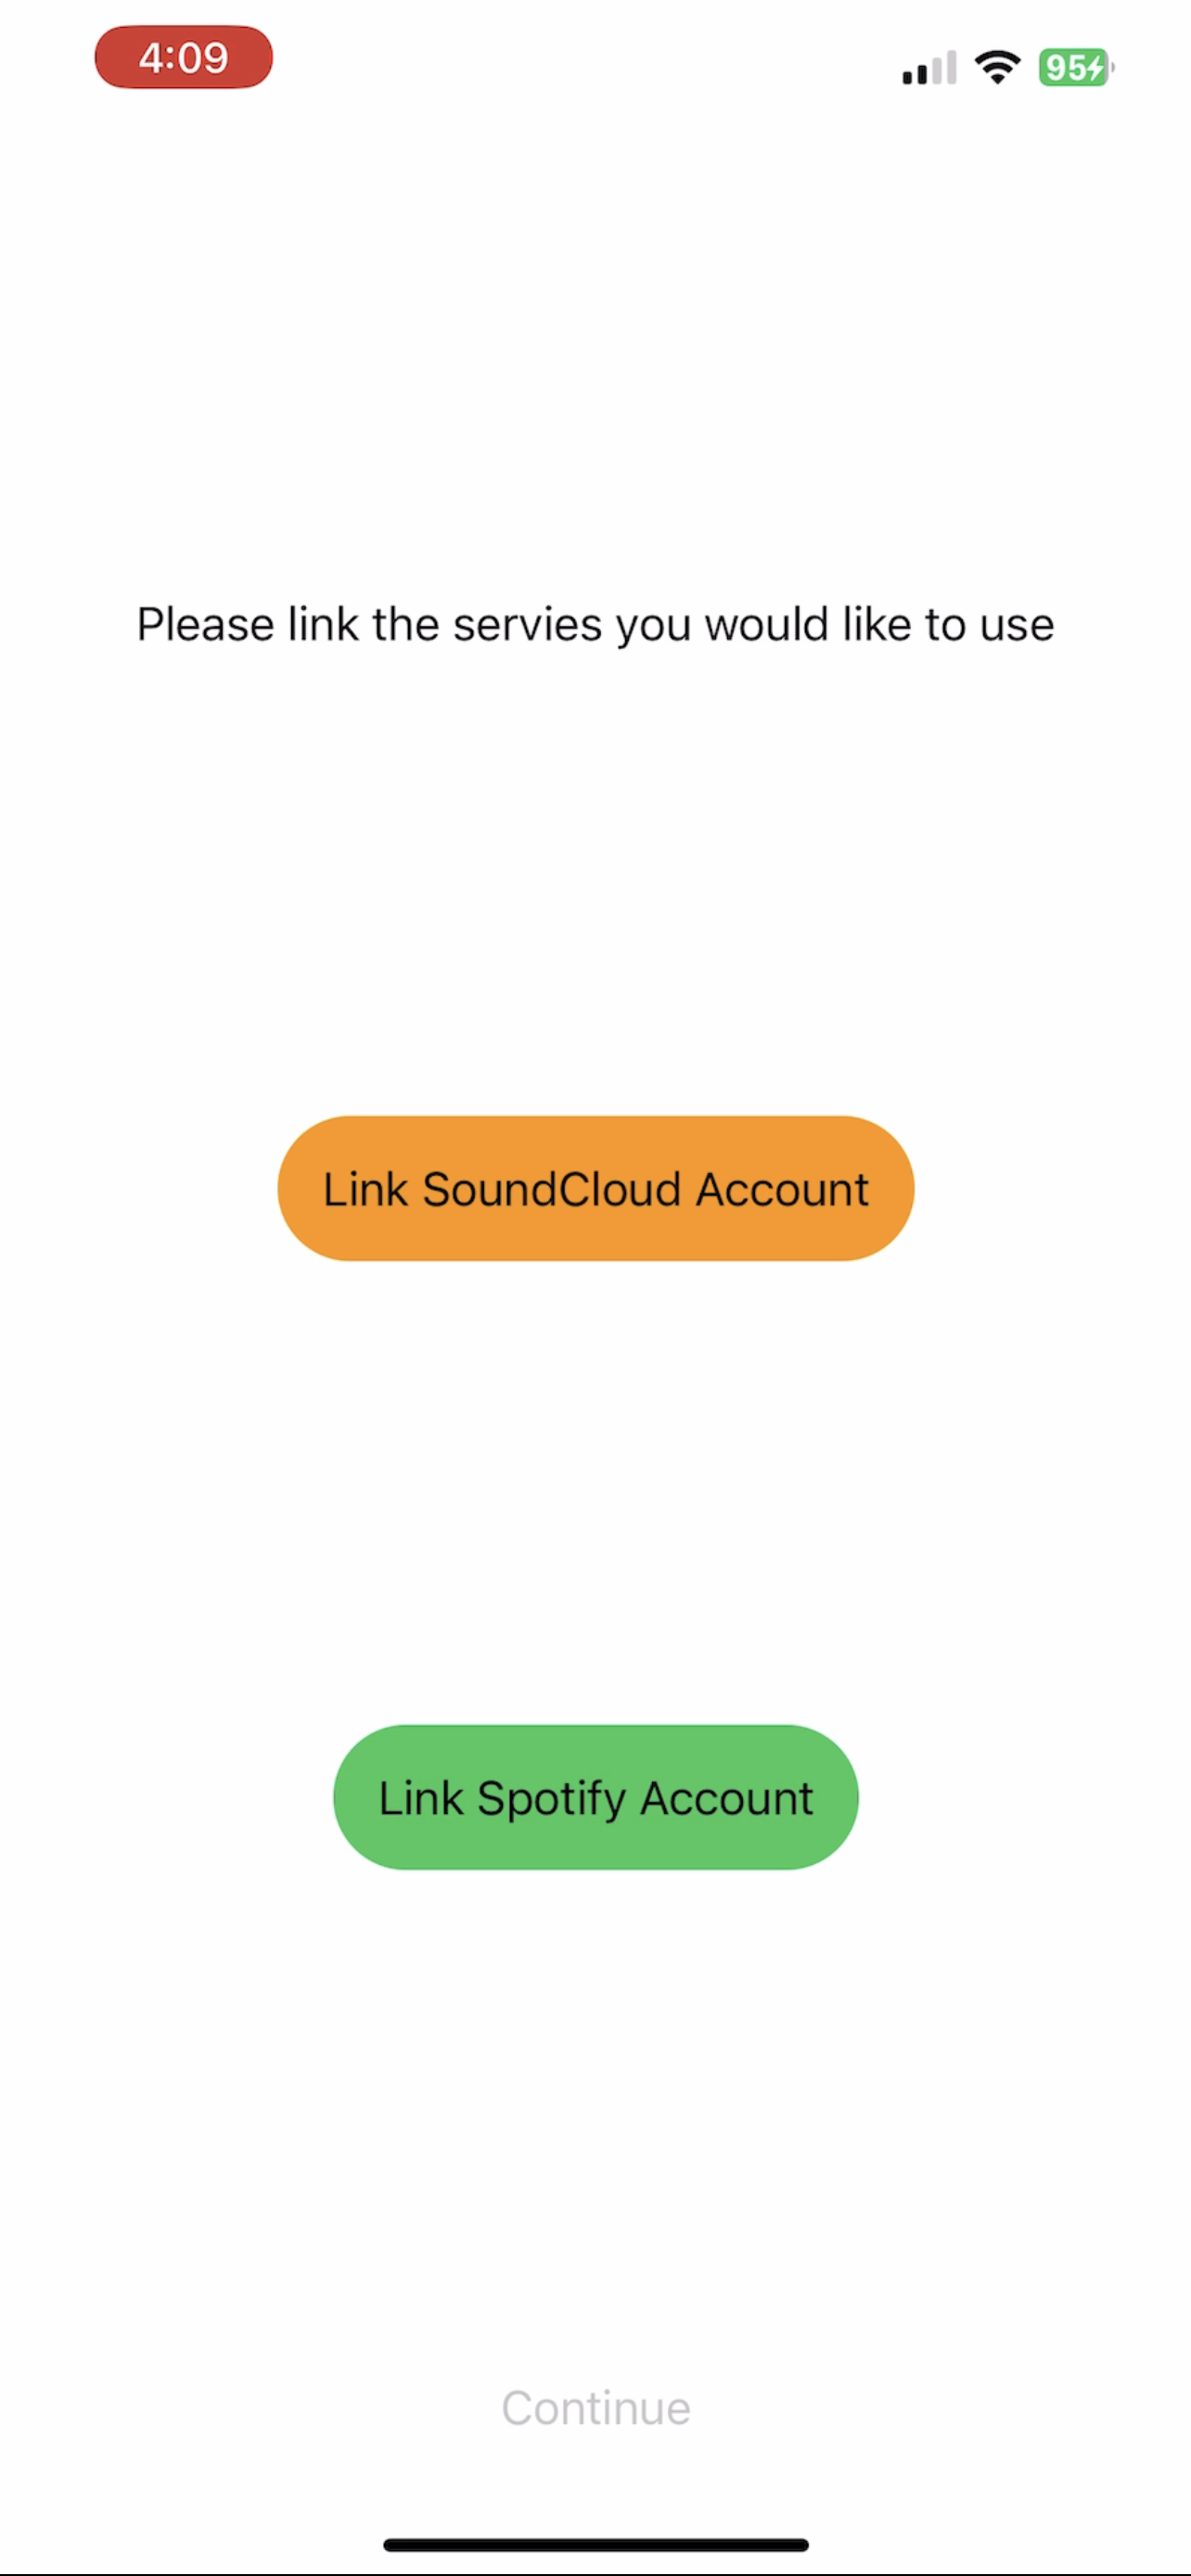 4:09
95
Please link the servies you would like to use
Link SoundCloud Account
Link Spotify Account
Continue